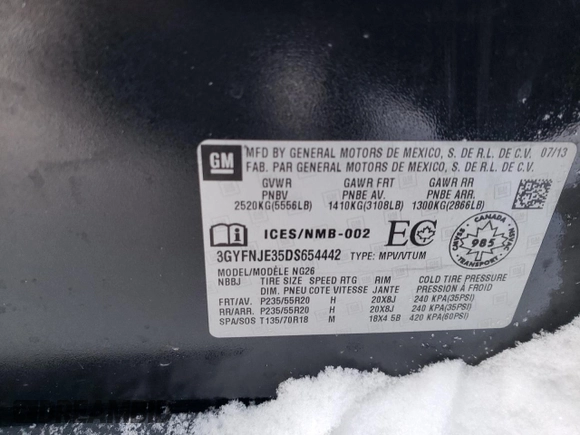 GM
MFD BY GENERAL MOTORS DE MEXICO, S. DE R.L. DE C.V. 07/13
FAB. PAR GENERAL MOTORS DE MEXICO, S. DE R.L. DE C.V.
GVWR GAWR FRT GAWR RR
PNBV PNBE AV. PNBE ARR.
2520KG(5556LB) 1410KG(3108LB) 1300KG(2866LB)
ICES/NMB-002 EC
CANADA
985
TRANSPORT
3GYFNJE35DS654442 TYPE: MPV/VTUM
MODEL/MODÈLE NG26
NBBJ TIRE SIZE SPEED RTG RIM COLD TIRE PRESSURE
DIM. PNEU COTE VITESSE JANTE PRESSION À FROID
FRT/AV. P235/55R20 H 20X8J 240 KPA(35PSI)
RR/ARR. P235/55R20 H 20X8J 240 KPA(35PSI)
SPA/SOS T135/70R18 M 18X4.5B 420 KPA(60PSI)